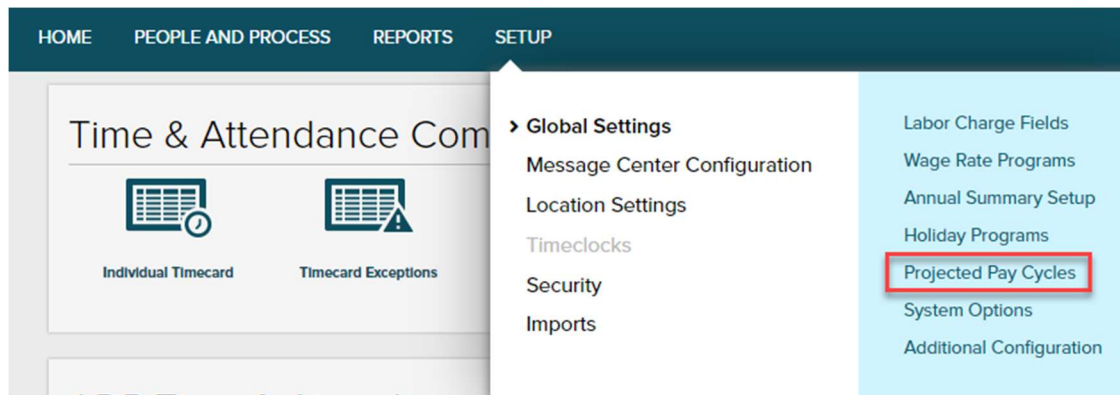 HOME PEOPLE AND PROCESS REPORTS SETUP
Time & Attendance Com
Individual Timecard
Timecard Exceptions
Global Settings
Message Center Configuration
Location Settings
Timeclocks
Security
Imports
Labor Charge Fields
Wage Rate Programs
Annual Summary Setup
Holiday Programs
Projected Pay Cycles
System Options
Additional Configuration